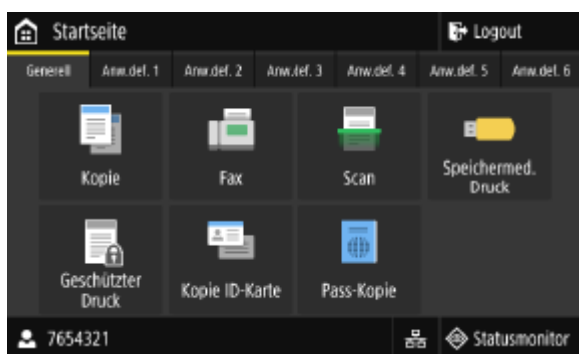 Startseite
Logout
Generell Anw.def. 1 Anw.def. 2 Anw.def. 3 Anw.def. 4 Anw.def. 5 Anw.def. 6
Kopie
Fax
Scan
Speichermed.
Druck
Geschützter
Druck
Kopie ID-Karte
Pass-Kopie
7654321
Statusmonitor